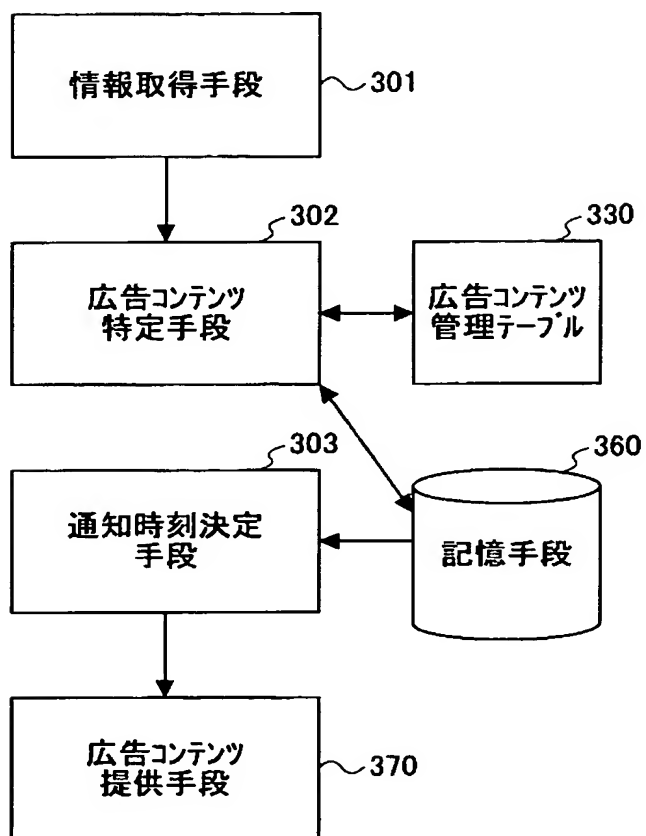 情報取得手段
301
302
広告コンテンツ
特定手段
330
広告コンテンツ
管理テーブル
303
通知時刻決定
手段
360
記憶手段
広告コンテンツ
提供手段
370